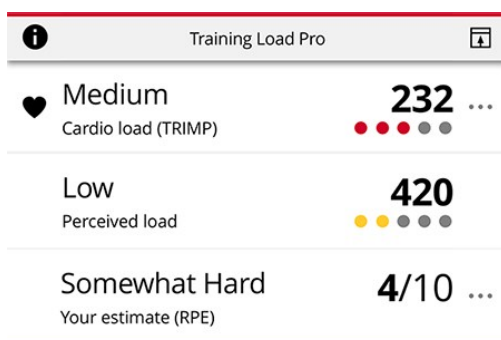 Training Load Pro
Medium
232
Cardio load (TRIMP)
Low
420
Perceived load
Somewhat Hard
4/10
Your estimate (RPE)